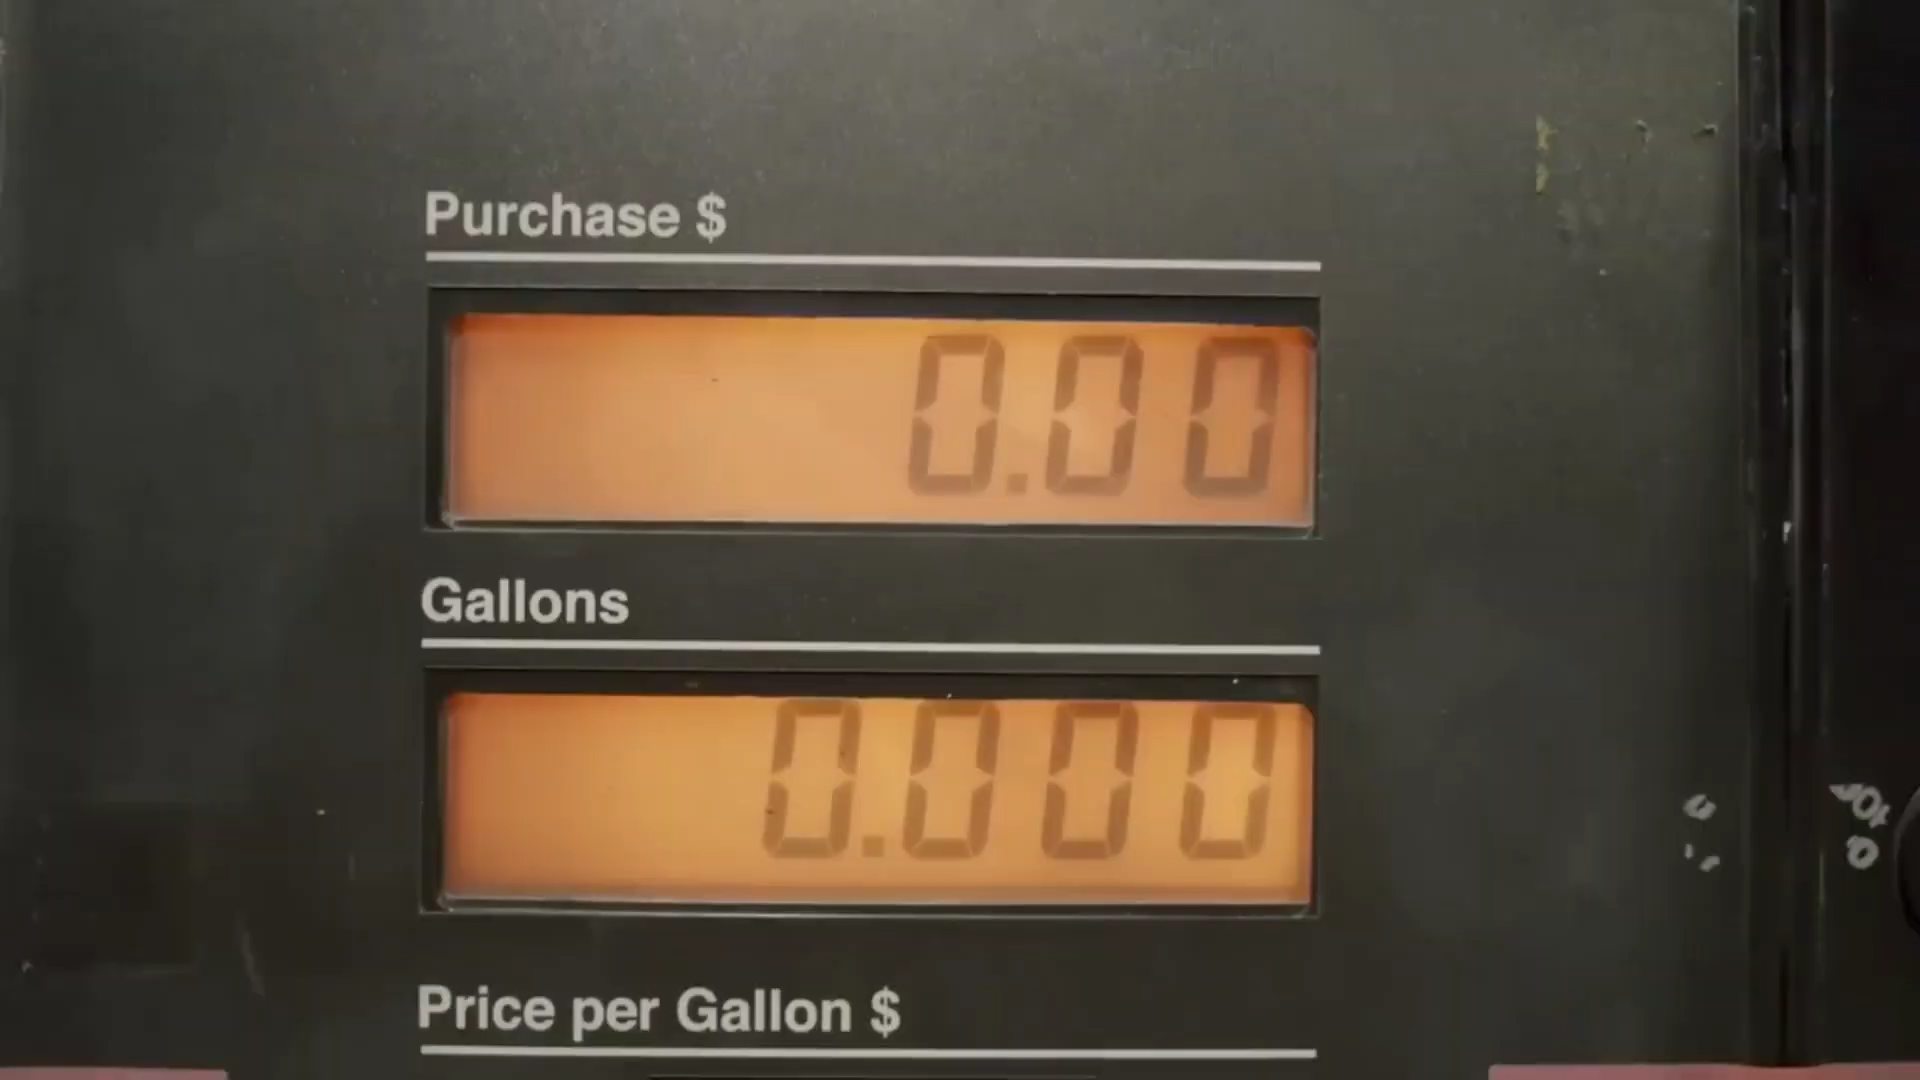 Purchase $
0.00
Gallons
0.000
Price per Gallon $